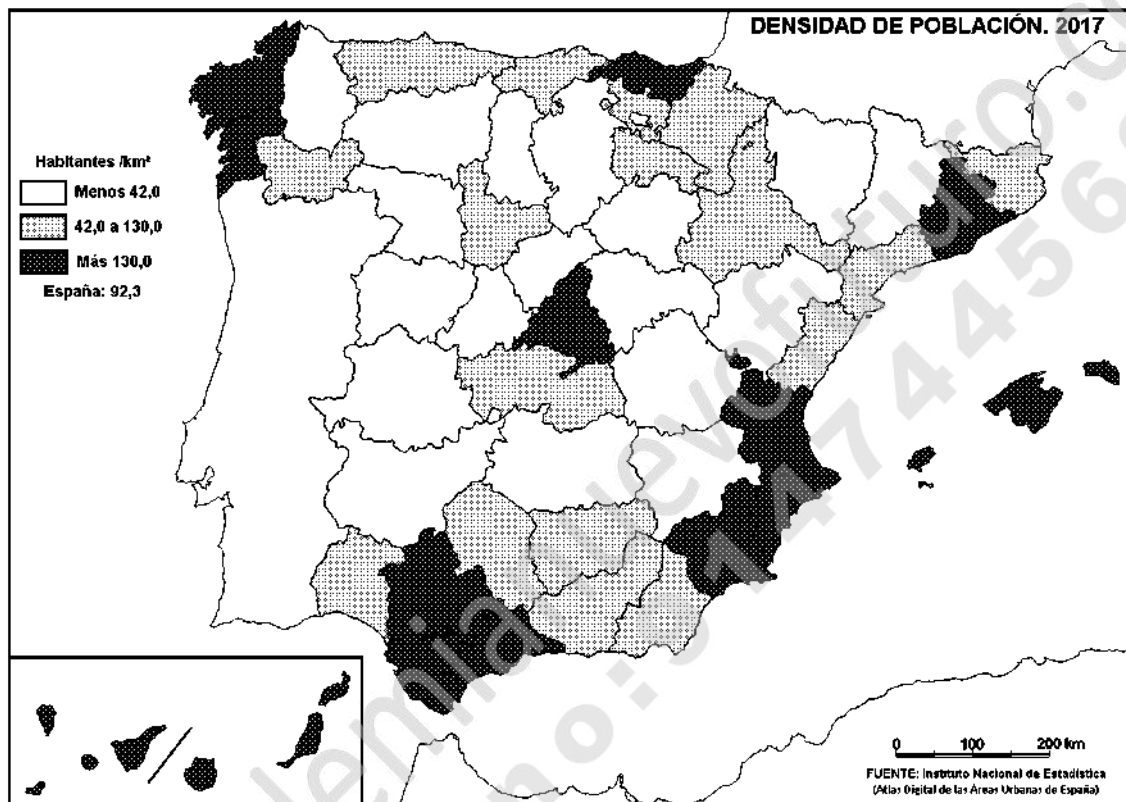 DENSIDAD DE POBLACIÓN. 2017
Habitantes /km²
Menos 42,0
42,0 a 130,0
Más 130,0
España: 92,3
0 100 200 km
FUENTE: Instituto Nacional de Estadística
(Atlas Digital de las Áreas Urbanas de España)